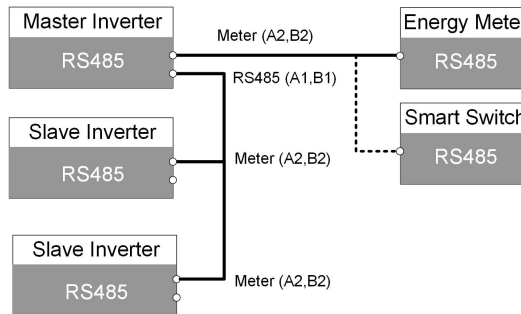 Master Inverter
RS485
Meter (A2,B2)
RS485 (A1,B1)
Energy Mete
RS485
Smart Switch
RS485
Slave Inverter
RS485
Meter (A2,B2)
Slave Inverter
RS485
Meter (A2,B2)